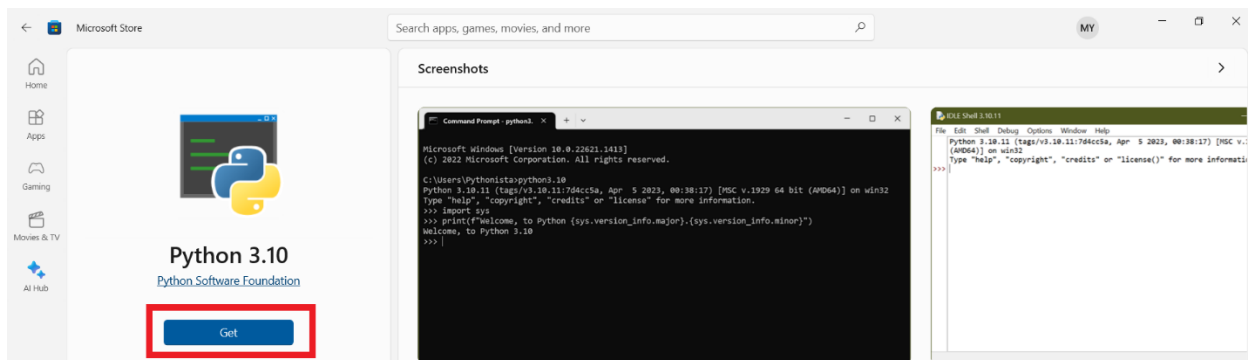 Microsoft Store
Search apps, games, movies, and more
MY
Home
Apps
Gaming
Movies & TV
AI Hub
Python 3.10
Python Software Foundation
Get
Screenshots
Command Prompt - python3.
Microsoft Windows [Version 10.0.22621.1413]
(c) 2022 Microsoft Corporation. All rights reserved.
C:\Users\Pythonista>python3.10
Python 3.10.11 (tags/v3.10.11:7d4cc5a, Apr  5 2023, 00:38:17) [MSC v.1929 64 bit (AMD64)] on win32
Type "help", "copyright", "credits" or "license" for more information.
>>> import sys
>>> print(f"Welcome, to Python {sys.version_info.major}.{sys.version_info.minor}")
Welcome, to Python 3.10
>>>
IDLE Shell 3.10.11
File Edit Shell Debug Options Window Help
Python 3.10.11 (tags/v3.10.11:7d4cc5a, Apr  5 2023, 00:38:17) [MSC v.
(AMD64)] on win32
Type "help", "copyright", "credits" or "license()" for more
>>>